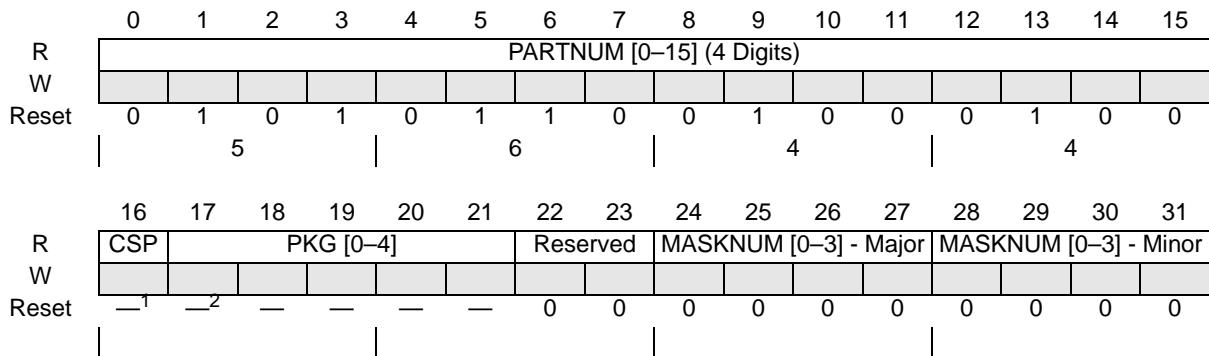 0 1 2 3 4 5 6 7 8 9 10 11 12 13 14 15
R PARTNUM [0–15] (4 Digits)
W
Reset 0 1 0 1 0 1 1 0 0 1 0 0 0 1 0 0
5 6 4 4
16 17 18 19 20 21 22 23 24 25 26 27 28 29 30 31
R CSP PKG [0–4] Reserved MASKNUM [0–3] - Major MASKNUM [0–3] - Minor
W
Reset —1 —2 — — — — 0 0 0 0 0 0 0 0 0 0